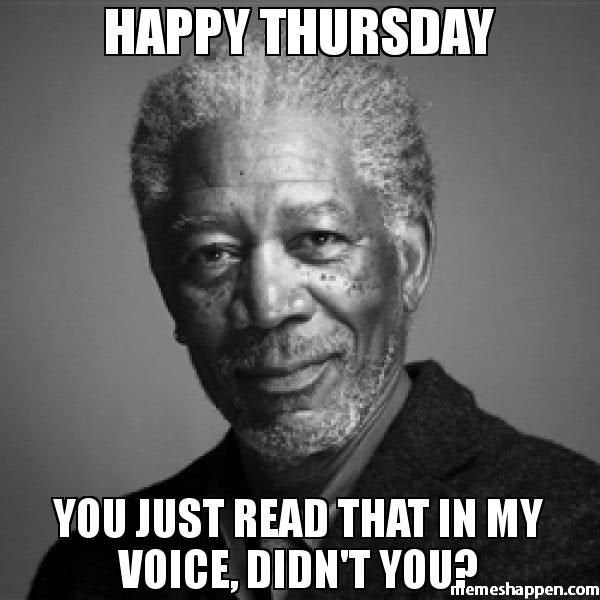 HAPPY THURSDAY
YOU JUST READ THAT IN MY
VOICE, DIDN'T YOU?
memeshappen.com